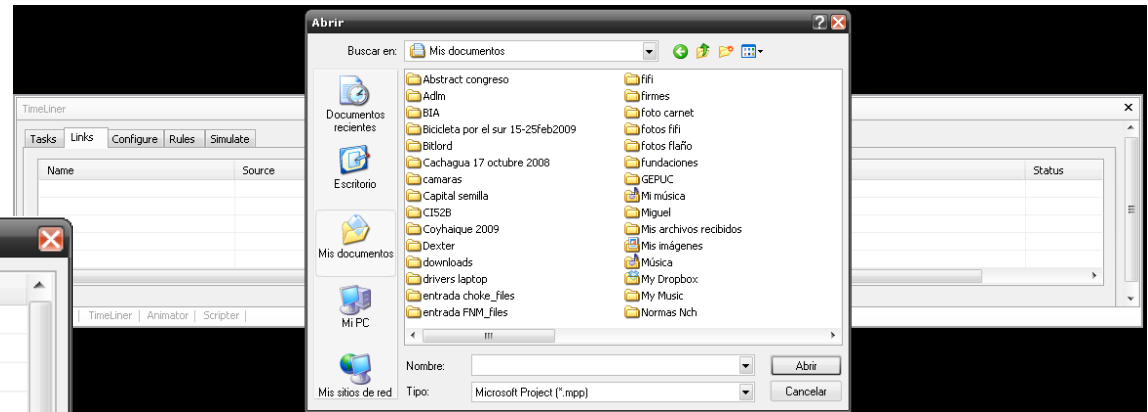 Abrir
Buscar en: Mis documentos
Documentos recientes
Escritorio
Mis documentos
Mi PC
Mis sitios de red
Abstract congreso
Adlm
BIA
Bicicleta por el sur 15-25feb2009
Bitlord
Cachagua 17 octubre 2008
camaras
Capital semilla
CI52B
Coyhaique 2009
Dexter
downloads
drivers laptop
entrada choke_files
entrada FNM_files
fifi
firmes
foto carnet
fotos fifi
fotos flaño
fundaciones
GEPUC
Mi música
Miguel
Mis archivos recibidos
Mis imágenes
Música
My Dropbox
My Music
Normas Nch
Nombre:
Abrir
Tipo: Microsoft Project (*.mpp)
Cancelar
TimeLiner
Tasks Links Configure Rules Simulate
Name Source Status
TimeLiner | Animator | Scripter |